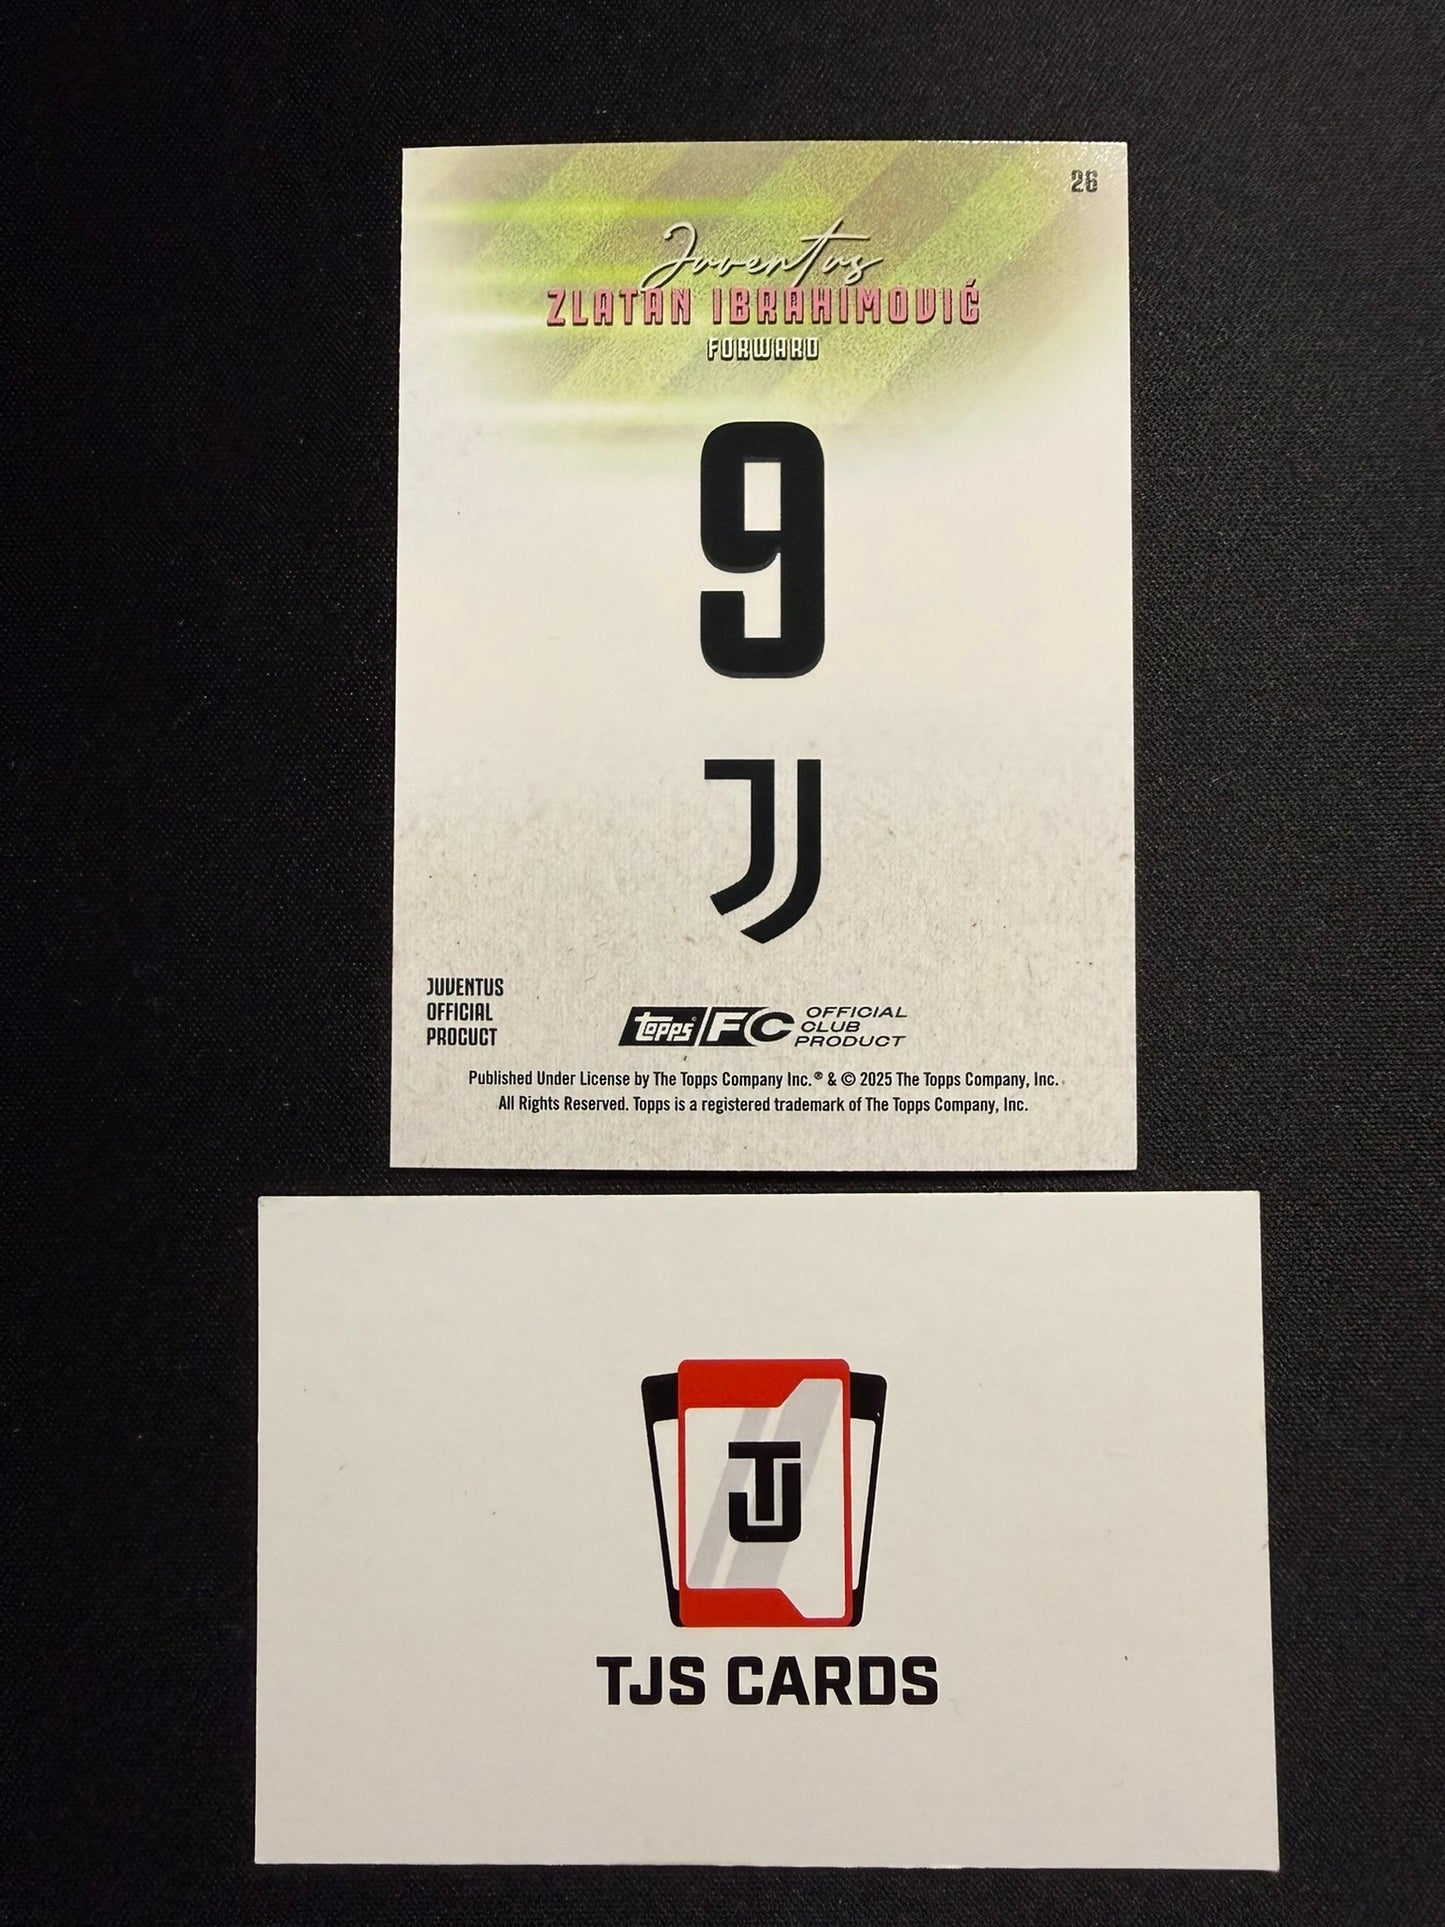 26
Juventus
ZLATAN IBRAHIMOVIĆ
FORWARD
9
J
JUVENTUS
OFFICIAL
PROCUCT
topps FC OFFICIAL
CLUB
PRODUCT
Published Under License by The Topps Company Inc.® & © 2025 The Topps Company, Inc.
All Rights Reserved. Topps is a registered trademark of The Topps Company, Inc.
TJ
TJS CARDS